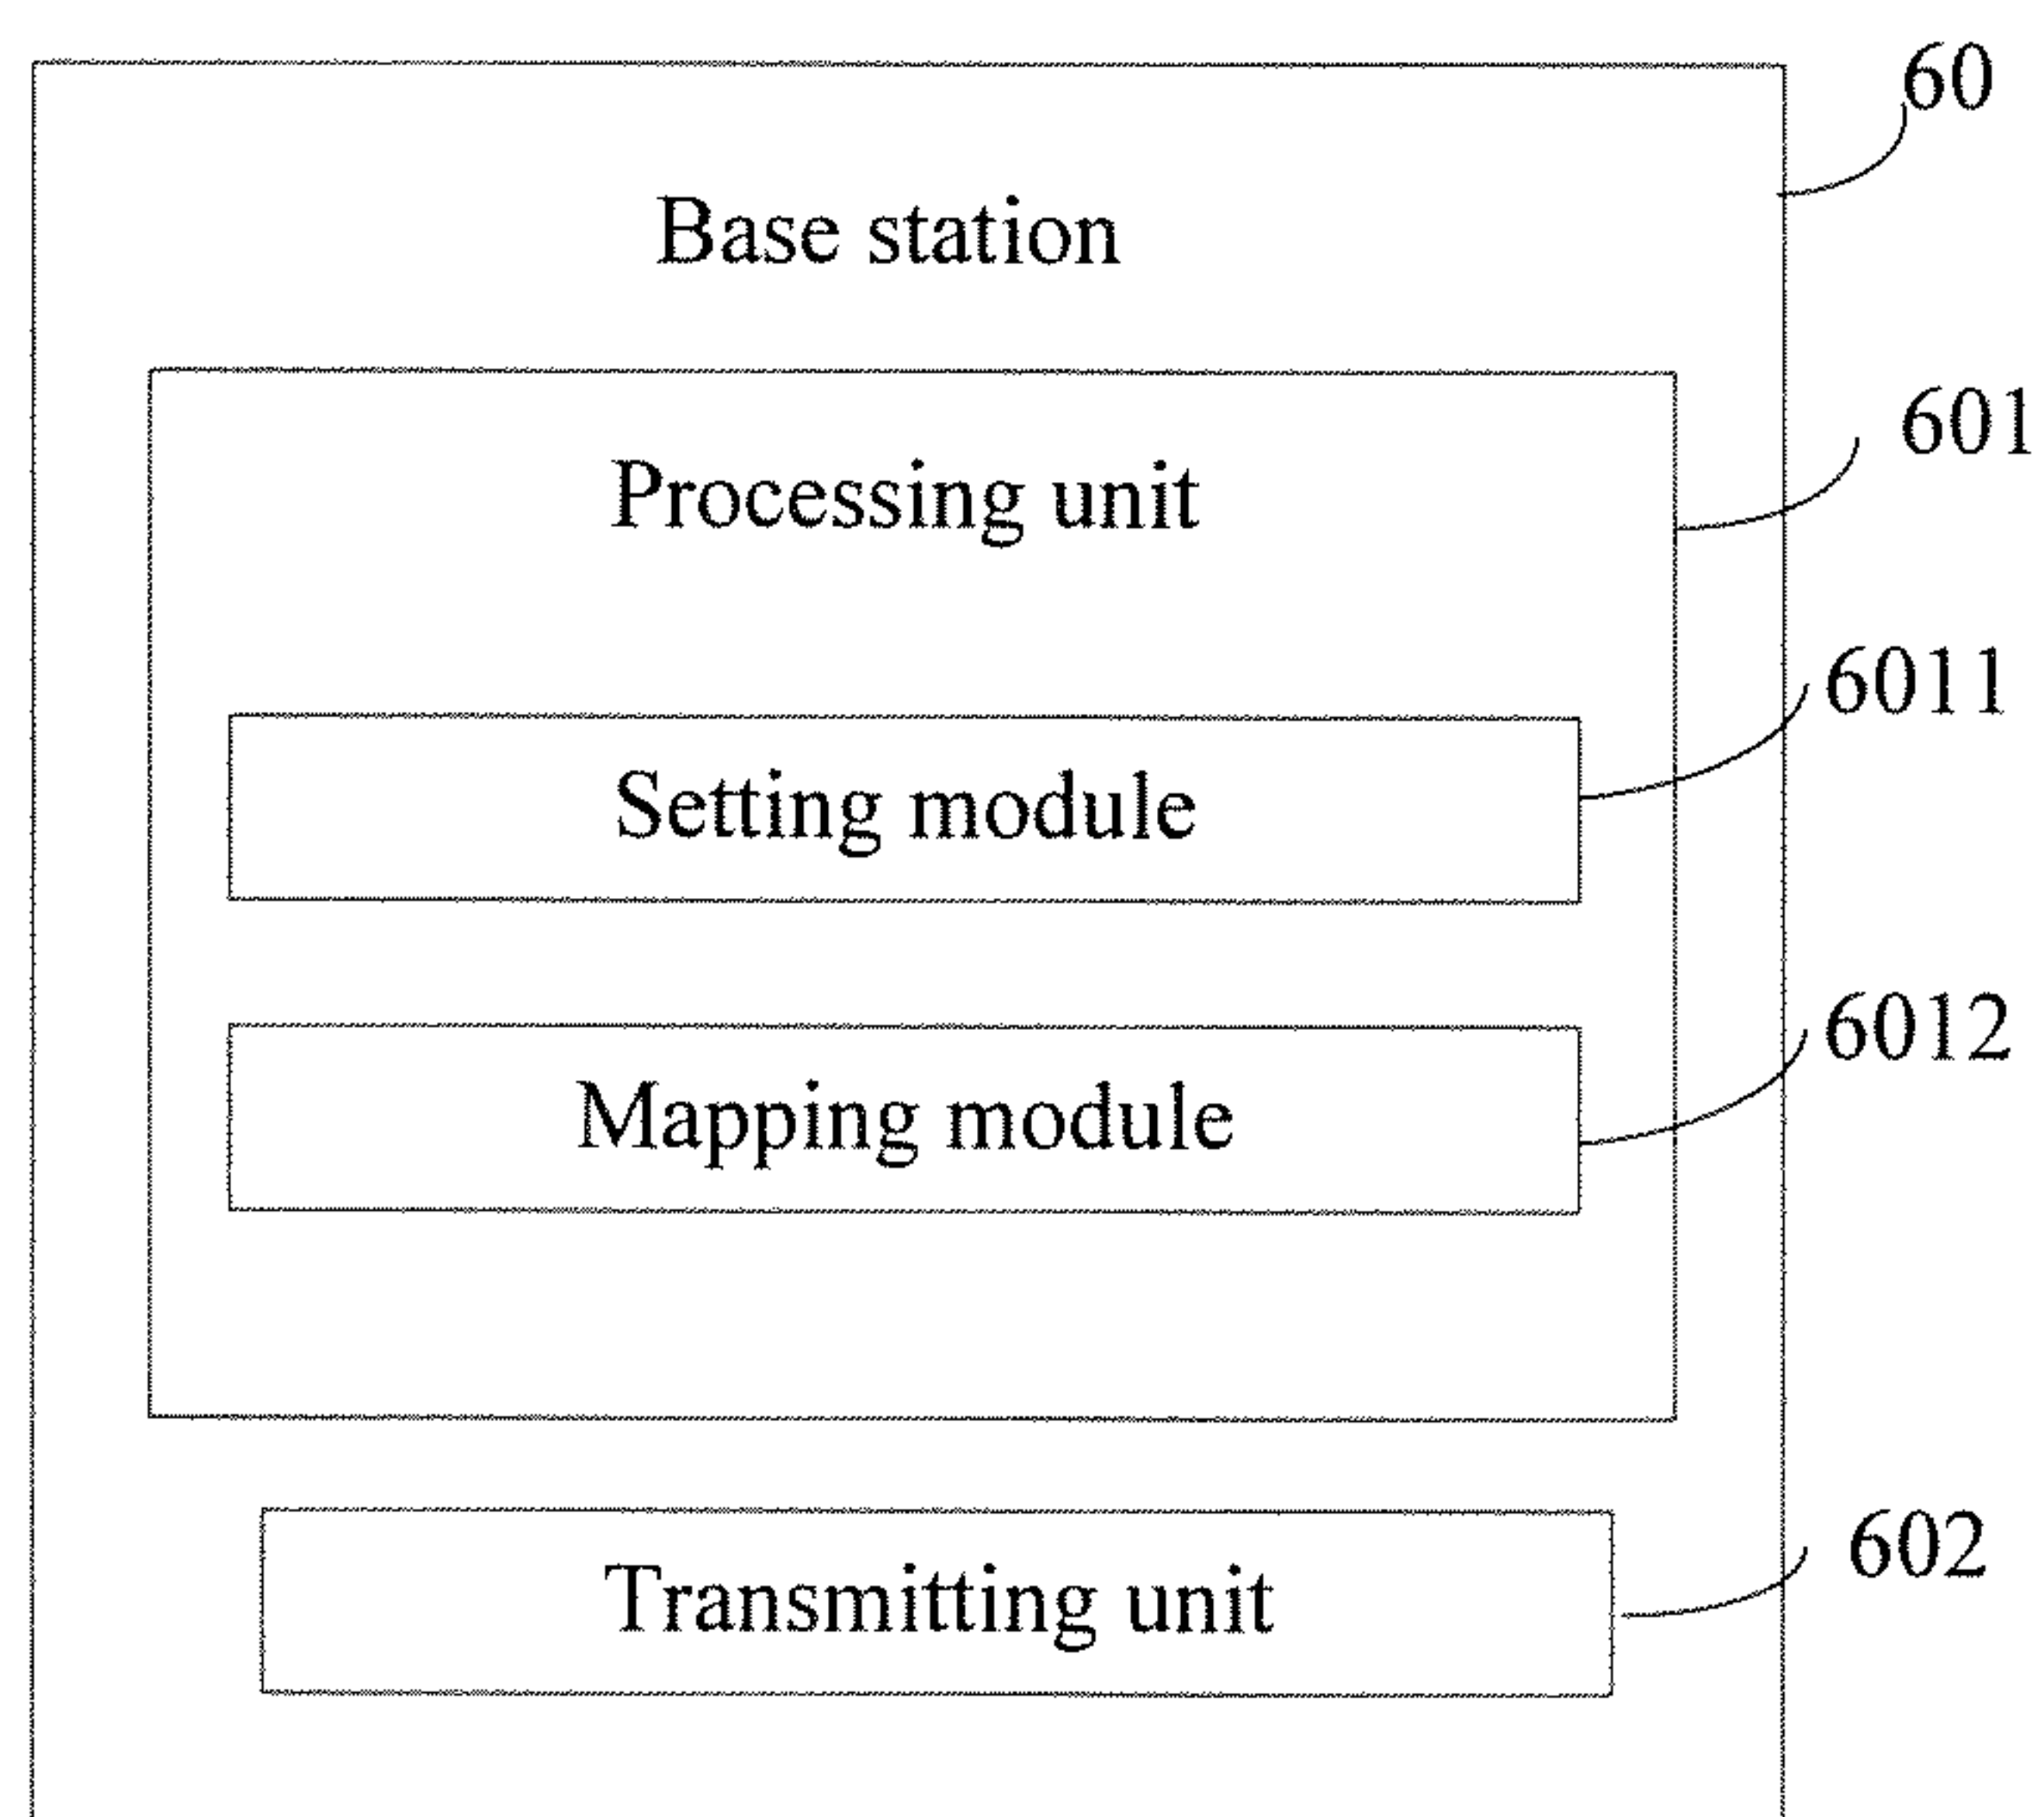 60
Base station
601
Processing unit
6011
Setting module
6012
Mapping module
602
Transmitting unit